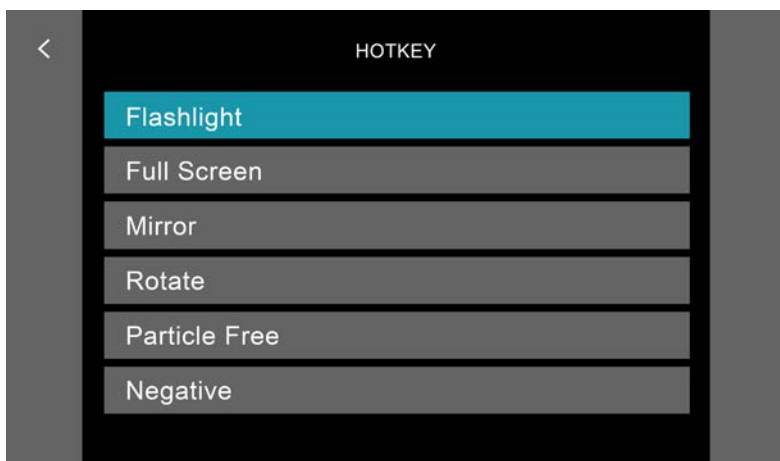 HOTKEY
Flashlight
Full Screen
Mirror
Rotate
Particle Free
Negative